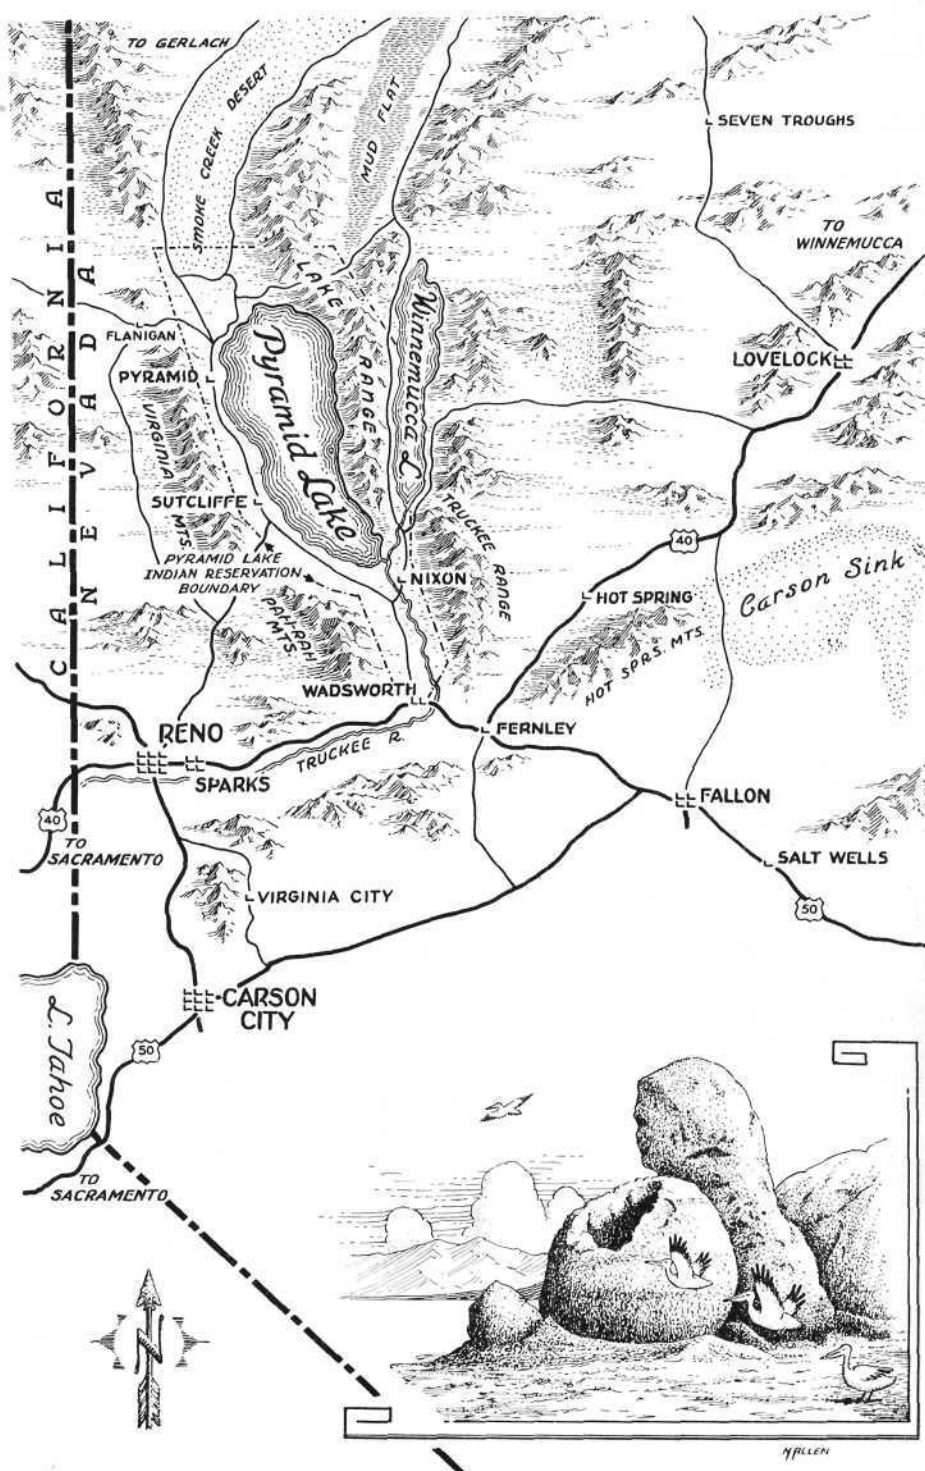 TO GERLACH
SMOKE CREEK DESERT
MUD FLAT
SEVEN TROUGHS
TO
WINNEMUCCA
CALIFORNIA
NEVADA
LAKE RANGE
Winnemucca L.
FLANIGAN
PYRAMID
Pyramid Lake
LOVELOCK
VIRGINIA MTS.
SUTCLIFFE
TRUCKEE RANGE
40
PYRAMID LAKE
INDIAN RESERVATION
BOUNDARY
NIXON
HOT SPRING
Carson Sink
PAH RAH
MTS.
HOT SPRS. MTS.
WADSWORTH
RENO
FERNLEY
TRUCKEE R.
SPARKS
FALLON
40
TO
SACRAMENTO
SALT WELLS
VIRGINIA CITY
50
CARSON
CITY
L. Tahoe
50
TO
SACRAMENTO
N
M ALLEN